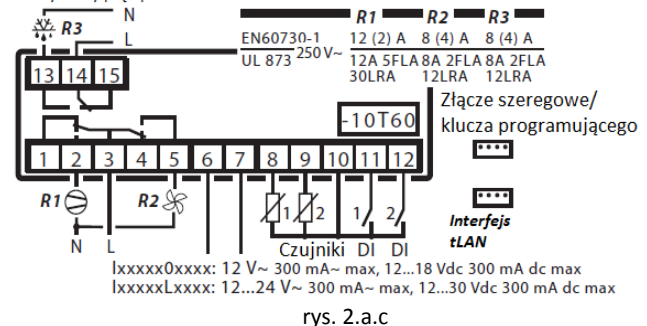 N
R1 R2 R3
R3
L
EN60730-1 12 (2) A 8 (4) A 8 (4) A
UL 873 250 V~ 12A 5FLA 8A 2FLA 8A 2FLA
30LRA 12LRA 12LRA
13 14 15
Złącze szeregowe/
klucza programującego
-10T60
1 2 3 4 5 6 7 8 9 10 11 12
R1 R2 1 2 1 2
Interfejs
tLAN
N L Czujniki DI DI
Ixxxxx0xxxx: 12 V~ 300 mA~ max, 12...18 Vdc 300 mA dc max
IxxxxxLxxxx: 12...24 V~ 300 mA~ max, 12...30 Vdc 300 mA dc max
rys. 2.a.c